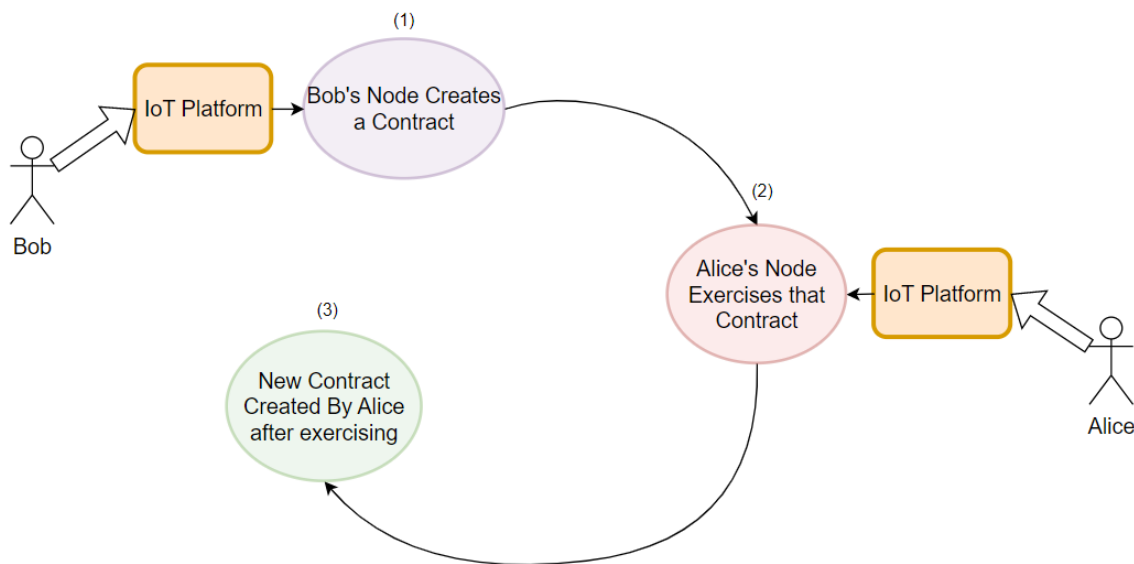 (1)
IoT Platform
Bob's Node Creates
a Contract
Bob
(2)
Alice's Node
Exercises that
Contract
IoT Platform
Alice
(3)
New Contract
Created By Alice
after exercising